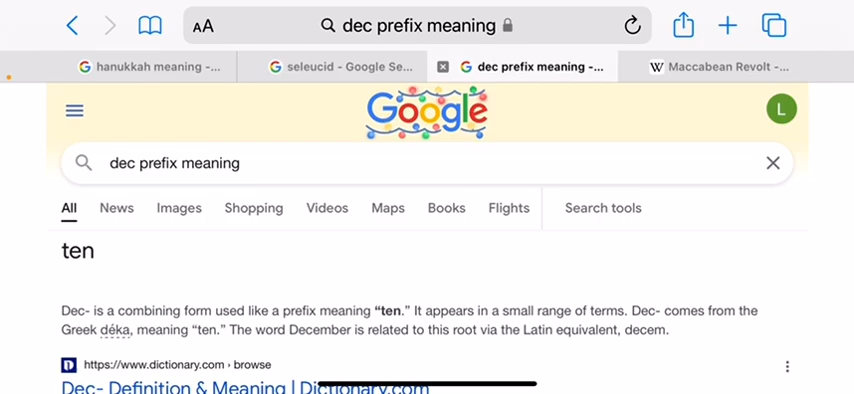 AA dec prefix meaning
hanukkah meaning -...
seleucid - Google Se...
dec prefix meaning -...
W Maccabean Revolt -...
Google
L
dec prefix meaning
All News Images Shopping Videos Maps Books Flights Search tools
ten
Dec- is a combining form used like a prefix meaning “ten.” It appears in a small range of terms. Dec- comes from the
Greek déka, meaning “ten.” The word December is related to this root via the Latin equivalent, decem.
D https://www.dictionary.com › browse
Dec- Definition & Meaning | Dictionary.com